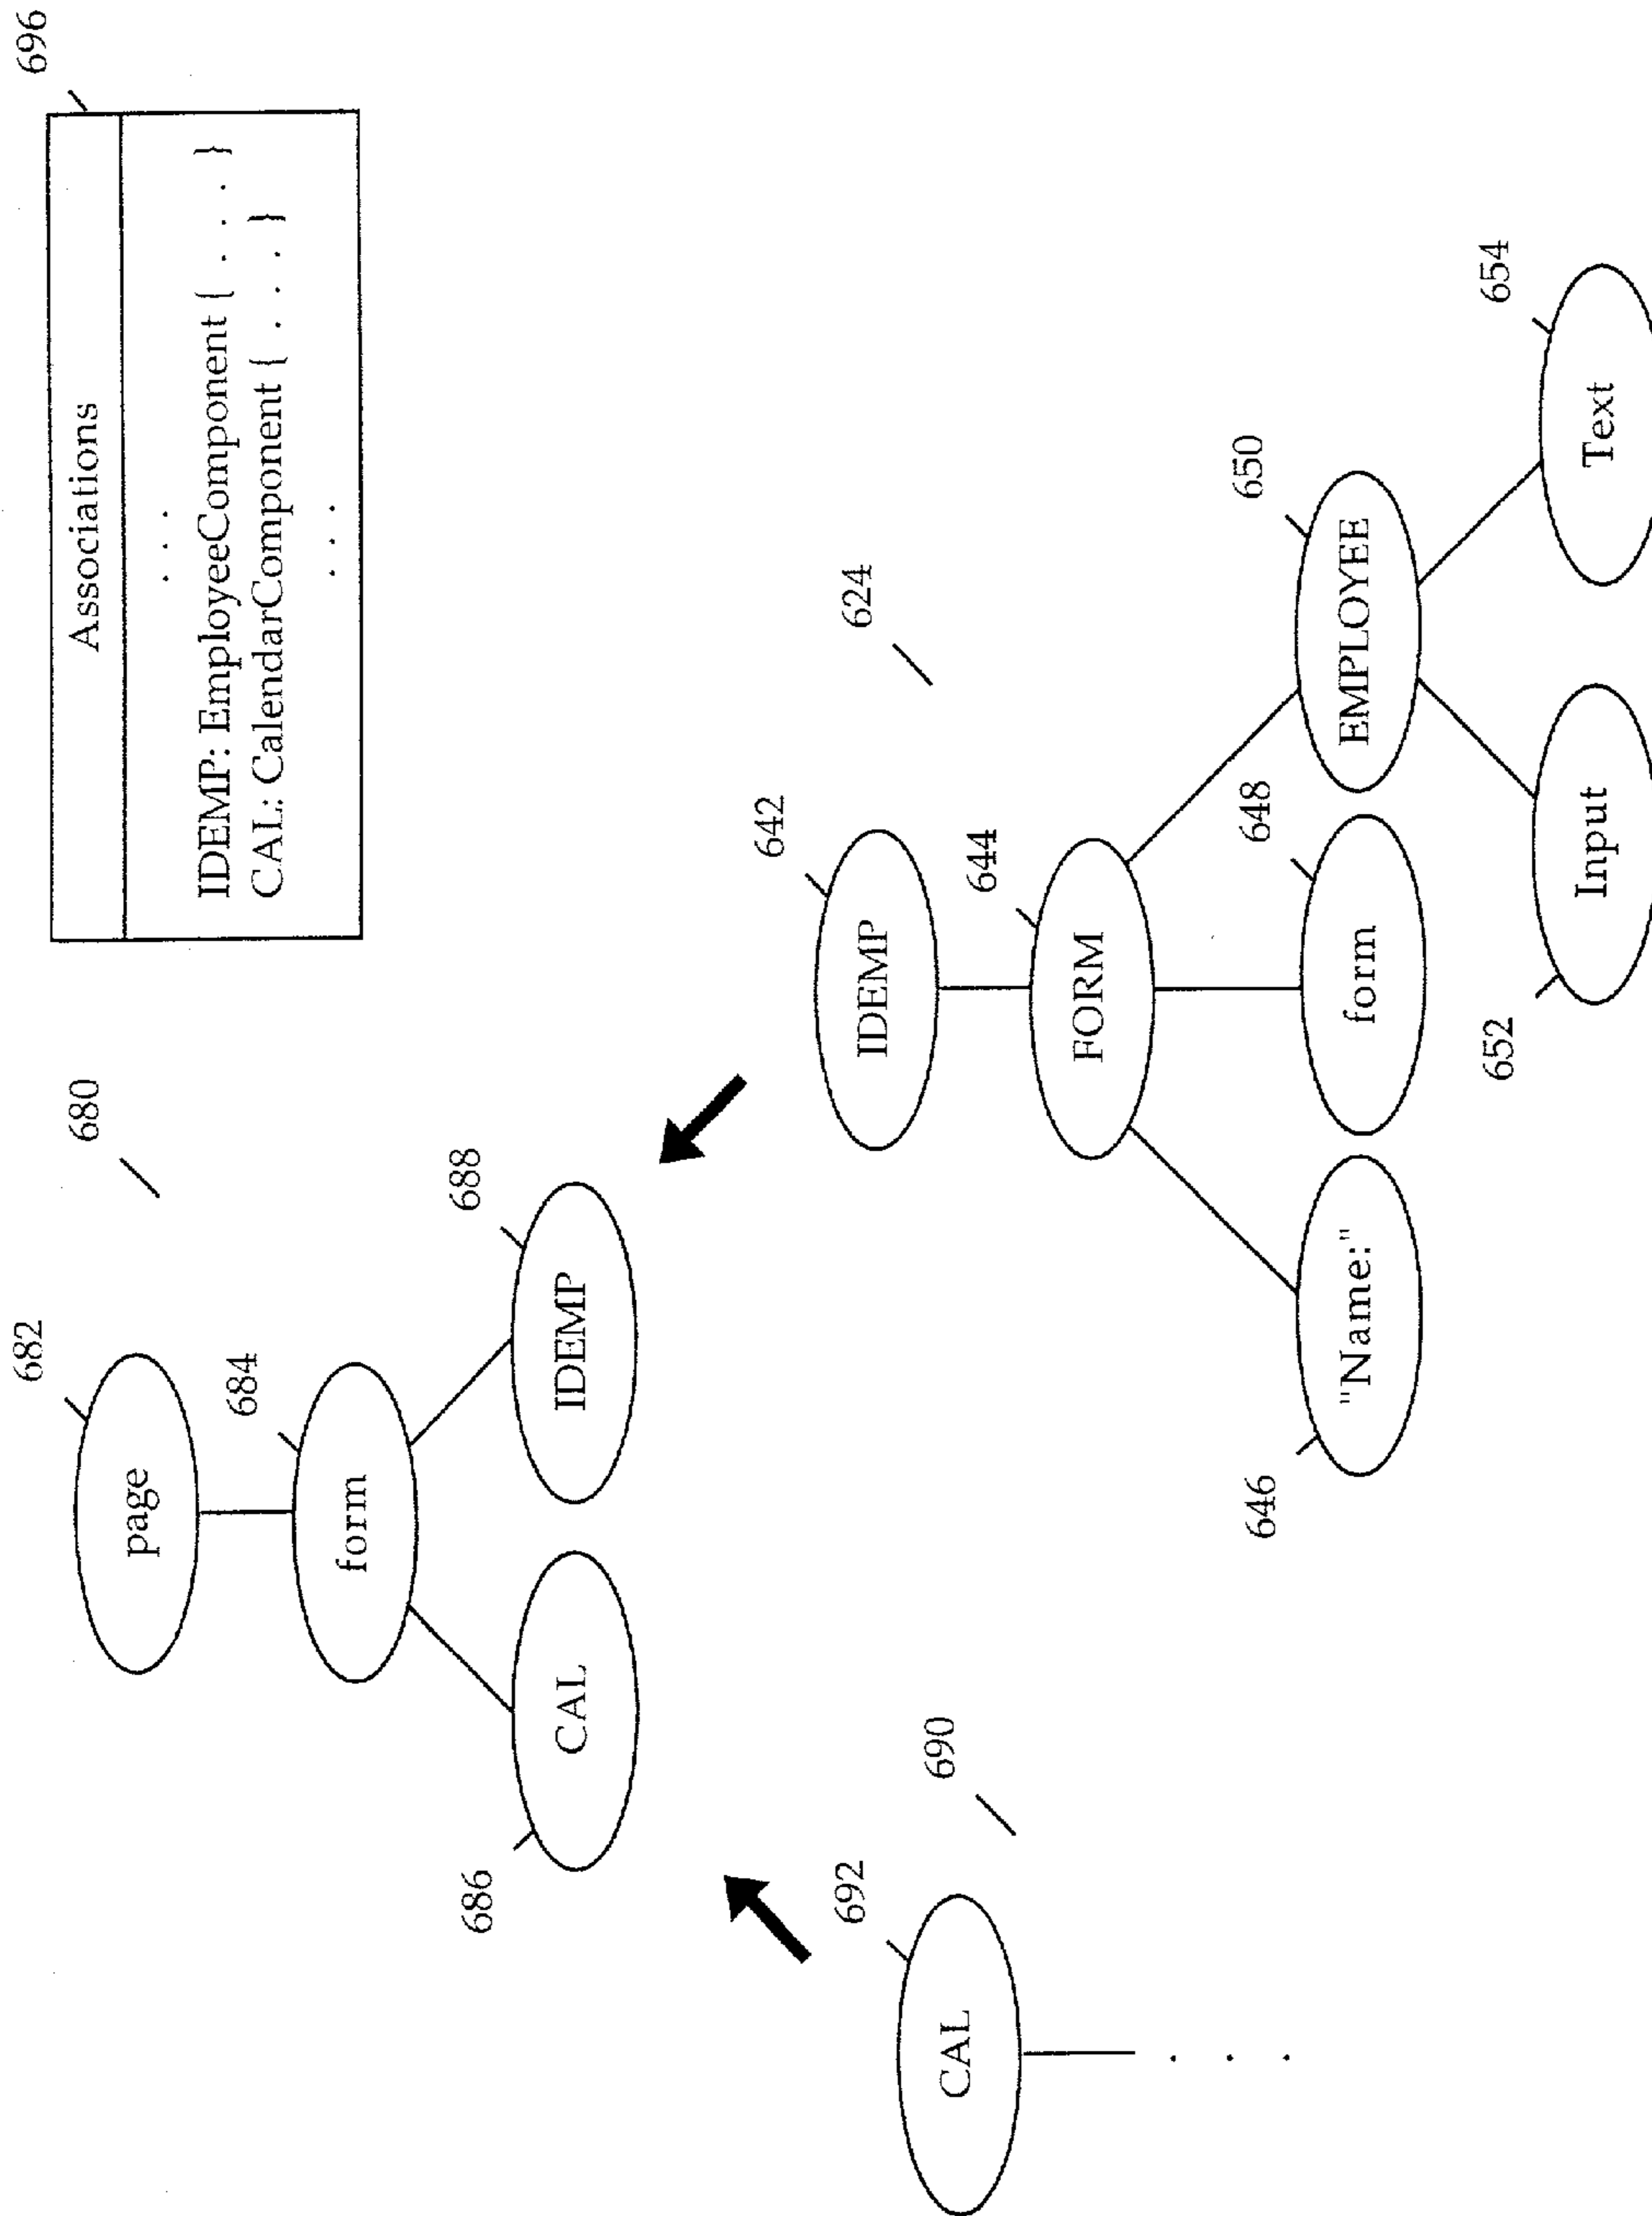 682
page
680
684
form
686
CAL
688
IDEMP
696
Associations
. . .
IDEMP: EmployeeComponent { . . . . }
CAL: CalendarComponent { . . . . }
. . .
690
692
CAL
. . .
624
642
IDEMP
644
FORM
646
"Name:"
648
form
650
EMPLOYEE
652
Input
654
Text